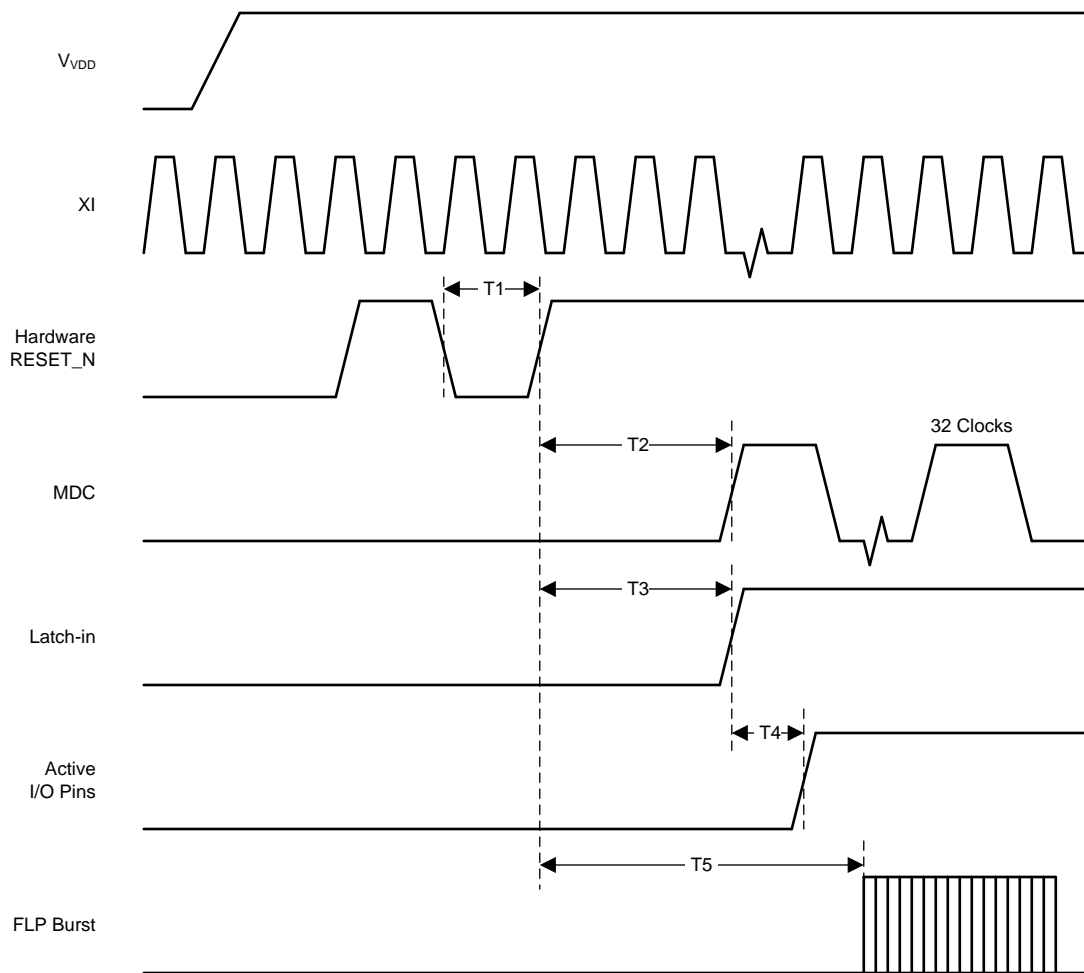 VVDD
XI
T1
Hardware
RESET_N
32 Clocks
T2
MDC
T3
Latch-in
T4
Active
I/O Pins
T5
FLP Burst